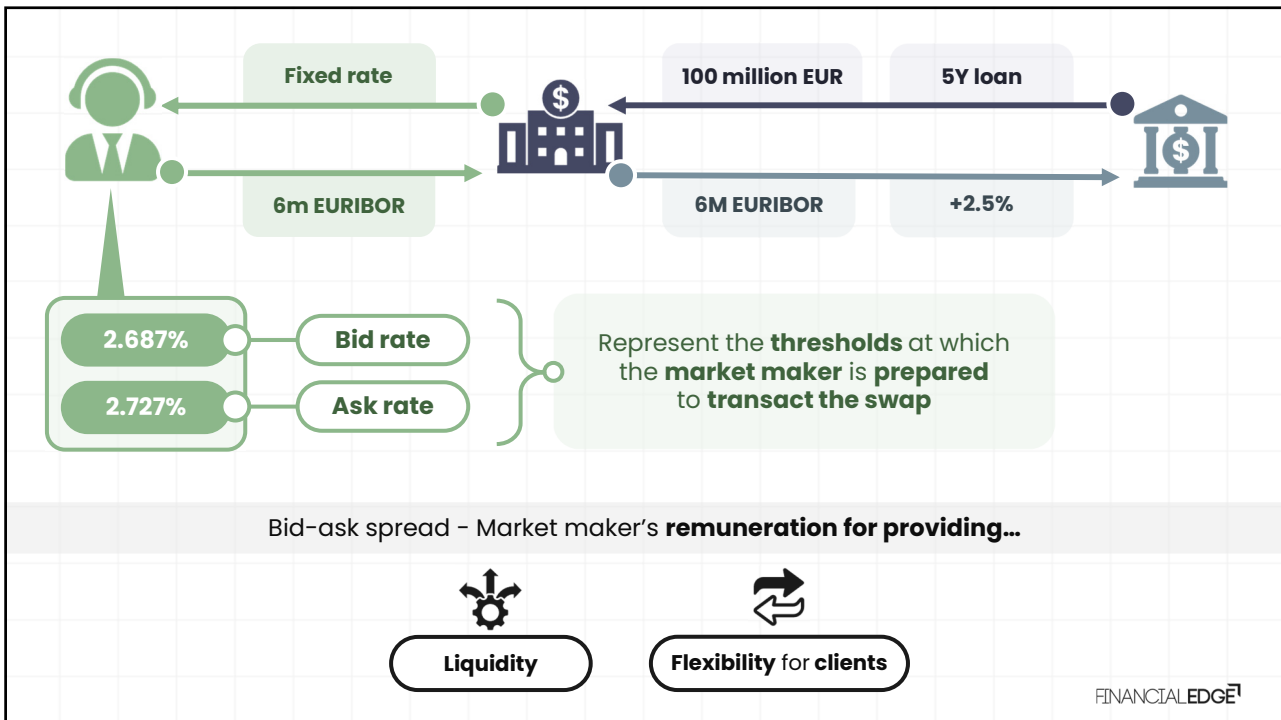 Fixed rate
100 million EUR
5Y loan
$
$
6m EURIBOR
6M EURIBOR
+2.5%
2.687%
Bid rate
2.727%
Ask rate
Represent the thresholds at which
the market maker is prepared
to transact the swap
Bid-ask spread - Market maker's remuneration for providing…
Liquidity
Flexibility for clients
FINANCIALEDGE